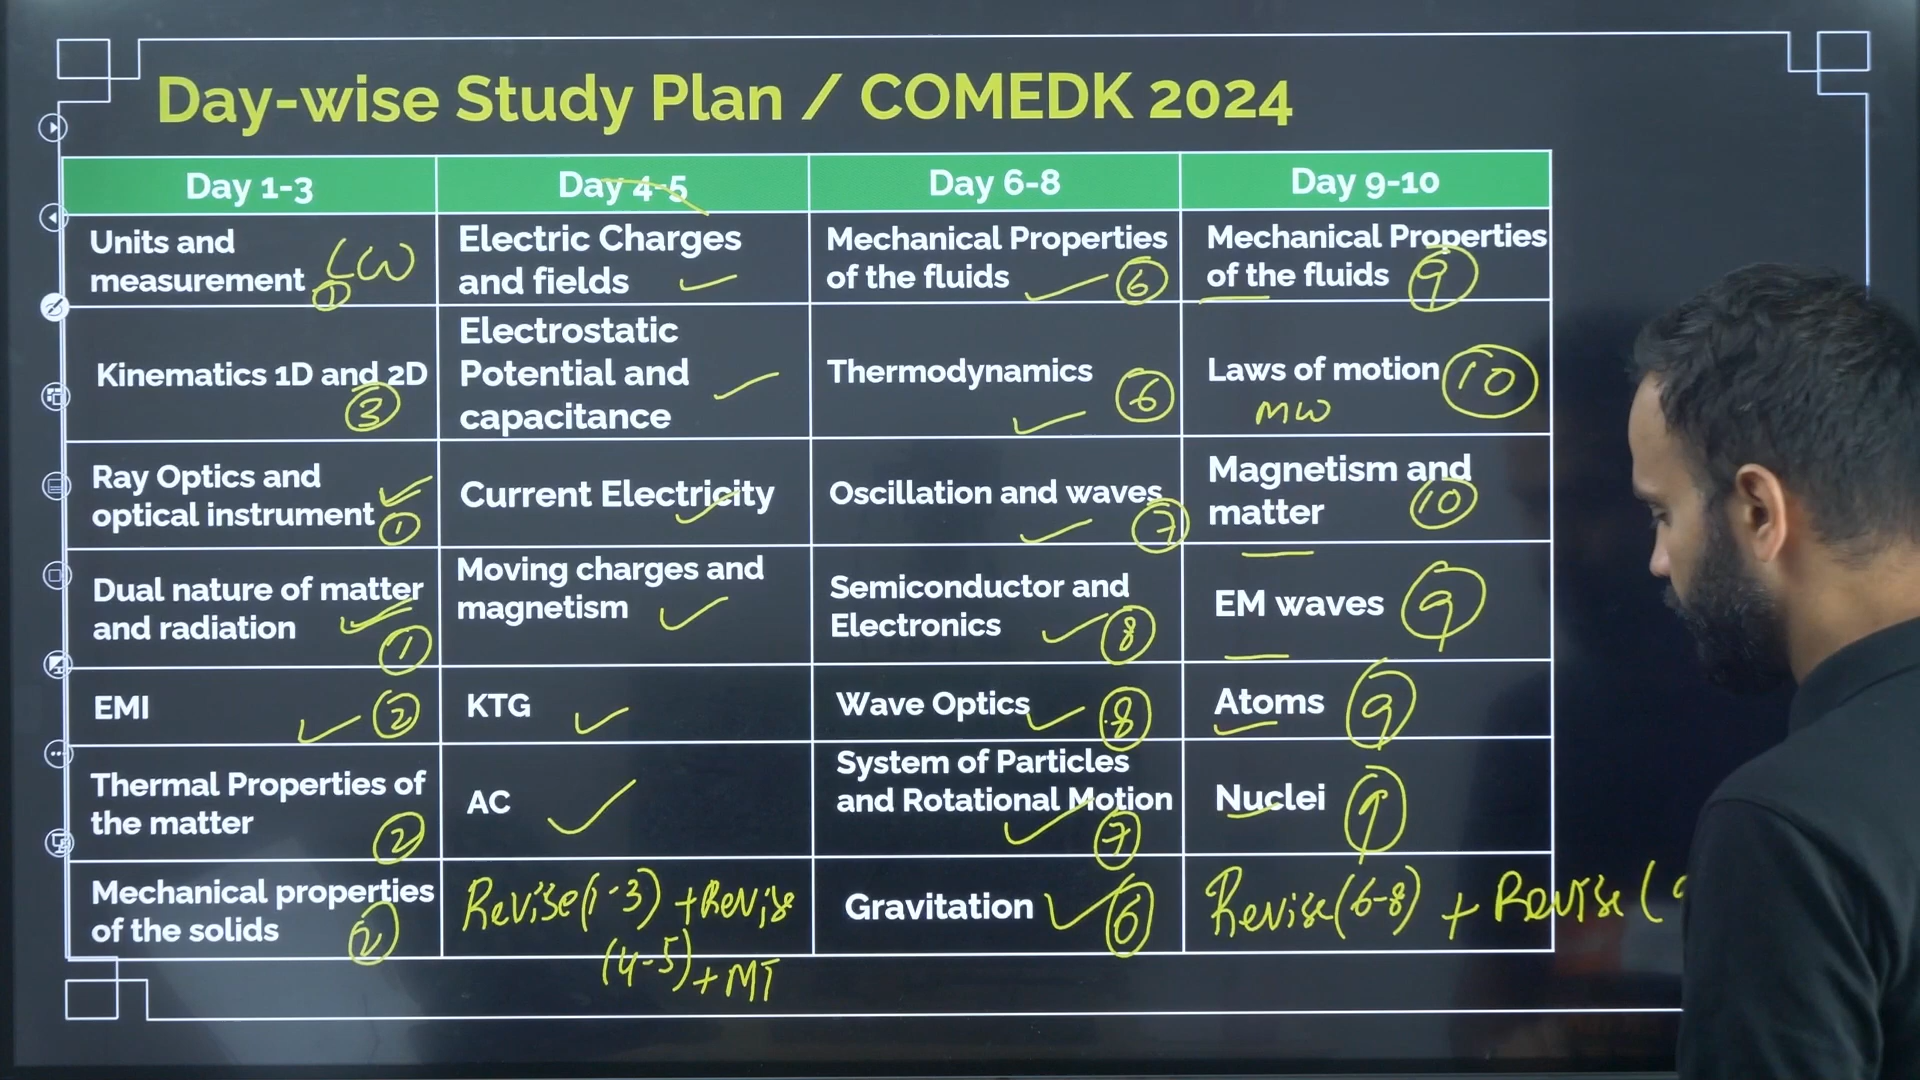 Day-wise Study Plan / COMEDK 2024
Day 1-3
Day 4-5
Day 6-8
Day 9-10
Units and
measurement LW
1
Electric Charges
and fields
Mechanical Properties
of the fluids 6
Mechanical Properties
of the fluids 9
Kinematics 1D and 2D
3
Electrostatic
Potential and
capacitance
Thermodynamics
6
Laws of motion 10
MW
Ray Optics and
optical instrument 1
Current Electricity
Oscillation and waves
7
Magnetism and
matter 10
Dual nature of matter
and radiation
1
Moving charges and
magnetism
Semiconductor and
Electronics 8
EM waves 9
EMI 2
KTG
Wave Optics 8
Atoms 9
Thermal Properties of
the matter 2
AC
System of Particles
and Rotational Motion
7
Nuclei 9
Mechanical properties
of the solids 2
Revise(1-3) +Revise
(4-5) + MT
Gravitation 6
Revise(6-8) + Revise (